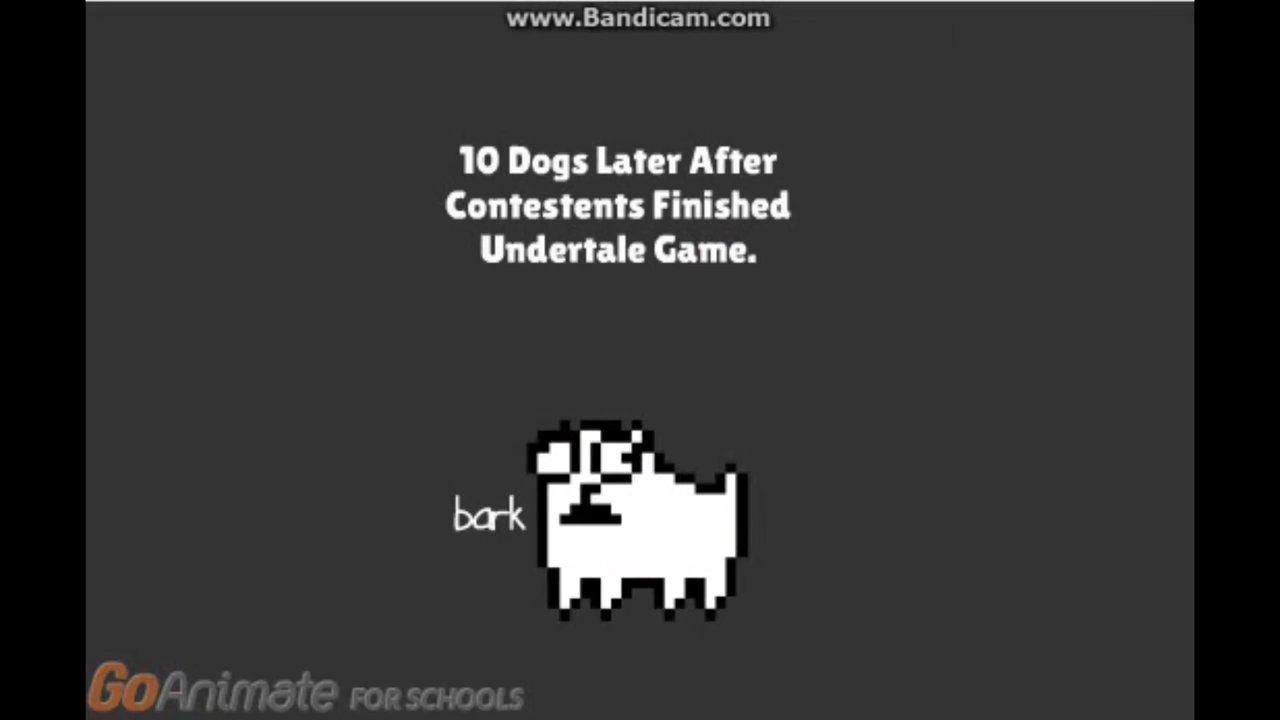 www.Bandicam.com
10 Dogs Later After
Contestents Finished
Undertale Game.
bark
GoAnimate FOR SCHOOLS